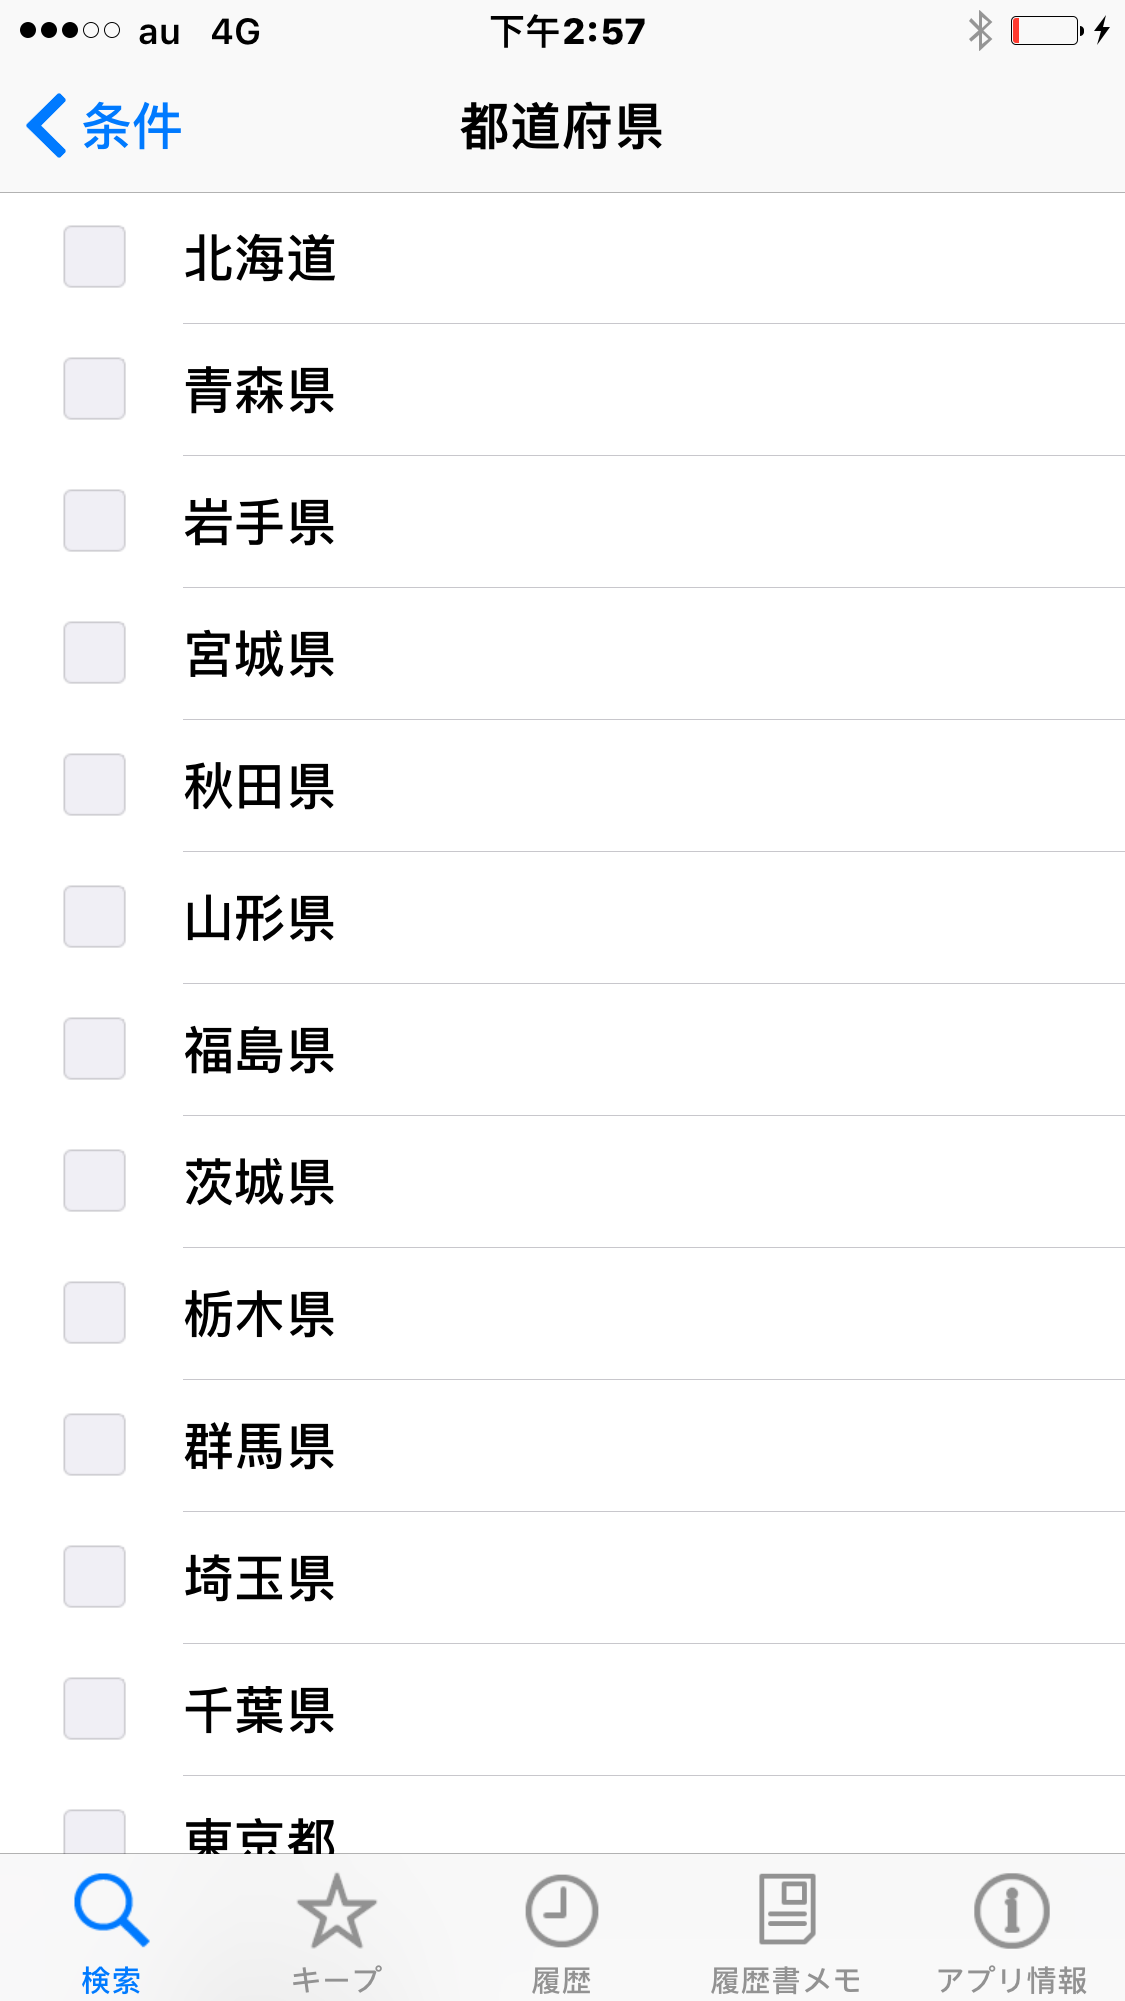 au 4G 下午2:57
条件 都道府県
北海道
青森県
岩手県
宮城県
秋田県
山形県
福島県
茨城県
栃木県
群馬県
埼玉県
千葉県
東京都
検索 キープ 履歴 履歴書メモ アプリ情報